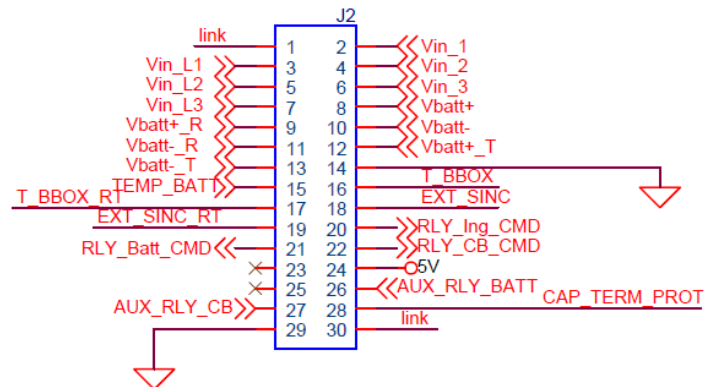 J2
link 1 2 Vin_1
Vin_L1 3 4 Vin_2
Vin_L2 5 6 Vin_3
Vin_L3 7 8 Vbatt+
Vbatt+_R 9 10 Vbatt-
Vbatt-_R 11 12 Vbatt+_T
Vbatt-_T 13 14
TEMP_BATT 15 16 T_BBOX
T_BBOX_RT 17 18 EXT_SINC
EXT_SINC_RT 19 20 RLY_Ing_CMD
RLY_Batt_CMD 21 22 RLY_CB_CMD
23 24 5V
25 26 AUX_RLY_BATT
AUX_RLY_CB 27 28 CAP_TERM_PROT
29 30 link